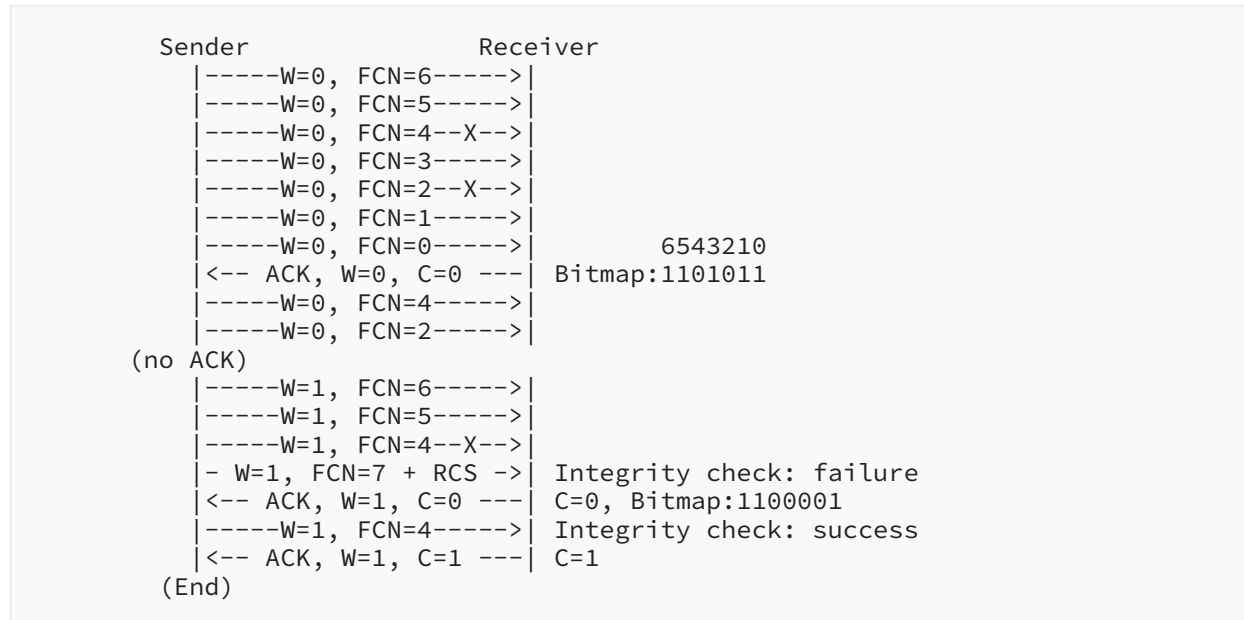 Sender                Receiver
|-----W=0, FCN=6----->|
|-----W=0, FCN=5----->|
|-----W=0, FCN=4--X-->|
|-----W=0, FCN=3----->|
|-----W=0, FCN=2--X-->|
|-----W=0, FCN=1----->|
|-----W=0, FCN=0----->|        6543210
|<-- ACK, W=0, C=0 ---| Bitmap:1101011
|-----W=0, FCN=4----->|
|-----W=0, FCN=2----->|
(no ACK)
|-----W=1, FCN=6----->|
|-----W=1, FCN=5----->|
|-----W=1, FCN=4--X-->|
|- W=1, FCN=7 + RCS ->| Integrity check: failure
|<-- ACK, W=1, C=0 ---| C=0, Bitmap:1100001
|-----W=1, FCN=4----->| Integrity check: success
|<-- ACK, W=1, C=1 ---| C=1
(End)